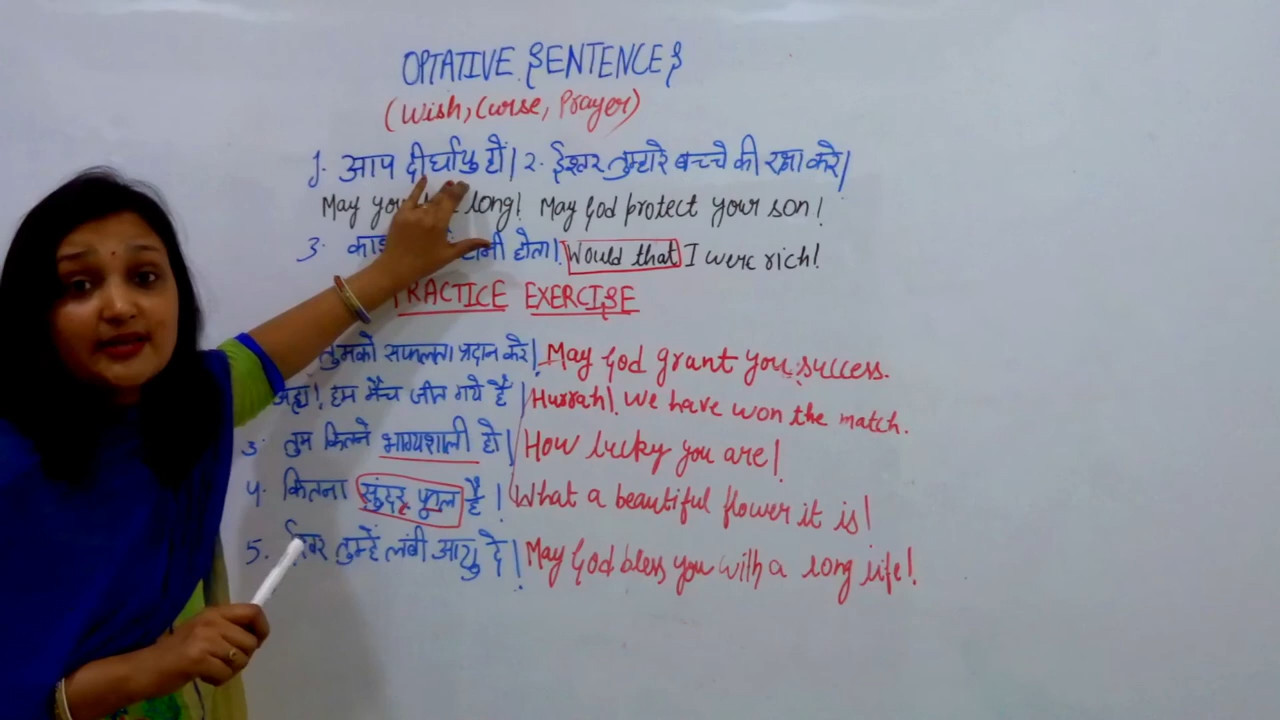 OPTATIVE SENTENCES
(Wish, Curse, Prayer)
1. आप दीर्घायु हों। 2. ईश्वर तुम्हारे बच्चे की रक्षा करे।
May you long! May God protect your son!
3. होता। Would that I were rich!
PRACTICE EXERCISE
तुमको सफलता प्रदान करे। May God grant you success.
अहा!, हम मैच जीत गये हैं। Hurrah!. We have won the match.
3. तुम कितने भाग्यशाली हो। How lucky you are!
4. कितना सुंदर फूल है! What a beautiful flower it is!
5. तुम्हें लंबी आयु दे। May God bless you with a long life!